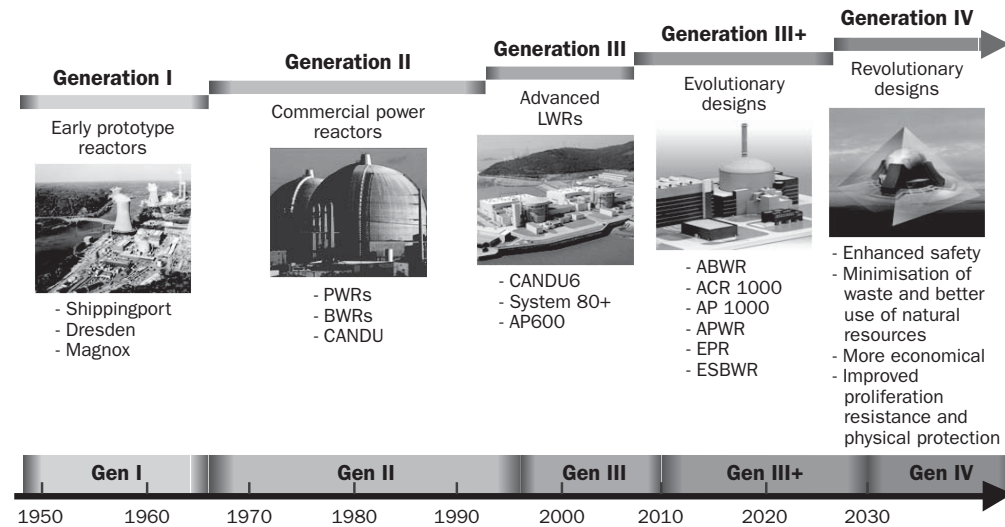 Generation I
Early prototype
reactors
- Shippingport
- Dresden
- Magnox
Generation II
Commercial power
reactors
- PWRs
- BWRs
- CANDU
Generation III
Advanced
LWRs
- CANDU6
- System 80+
- AP600
Generation III+
Evolutionary
designs
- ABWR
- ACR 1000
- AP 1000
- APWR
- EPR
- ESBWR
Generation IV
Revolutionary
designs
- Enhanced safety
- Minimisation of
waste and better
use of natural
resources
- More economical
- Improved
proliferation
resistance and
physical protection
Gen I
Gen II
Gen III
Gen III+
Gen IV
1950
1960
1970
1980
1990
2000
2010
2020
2030